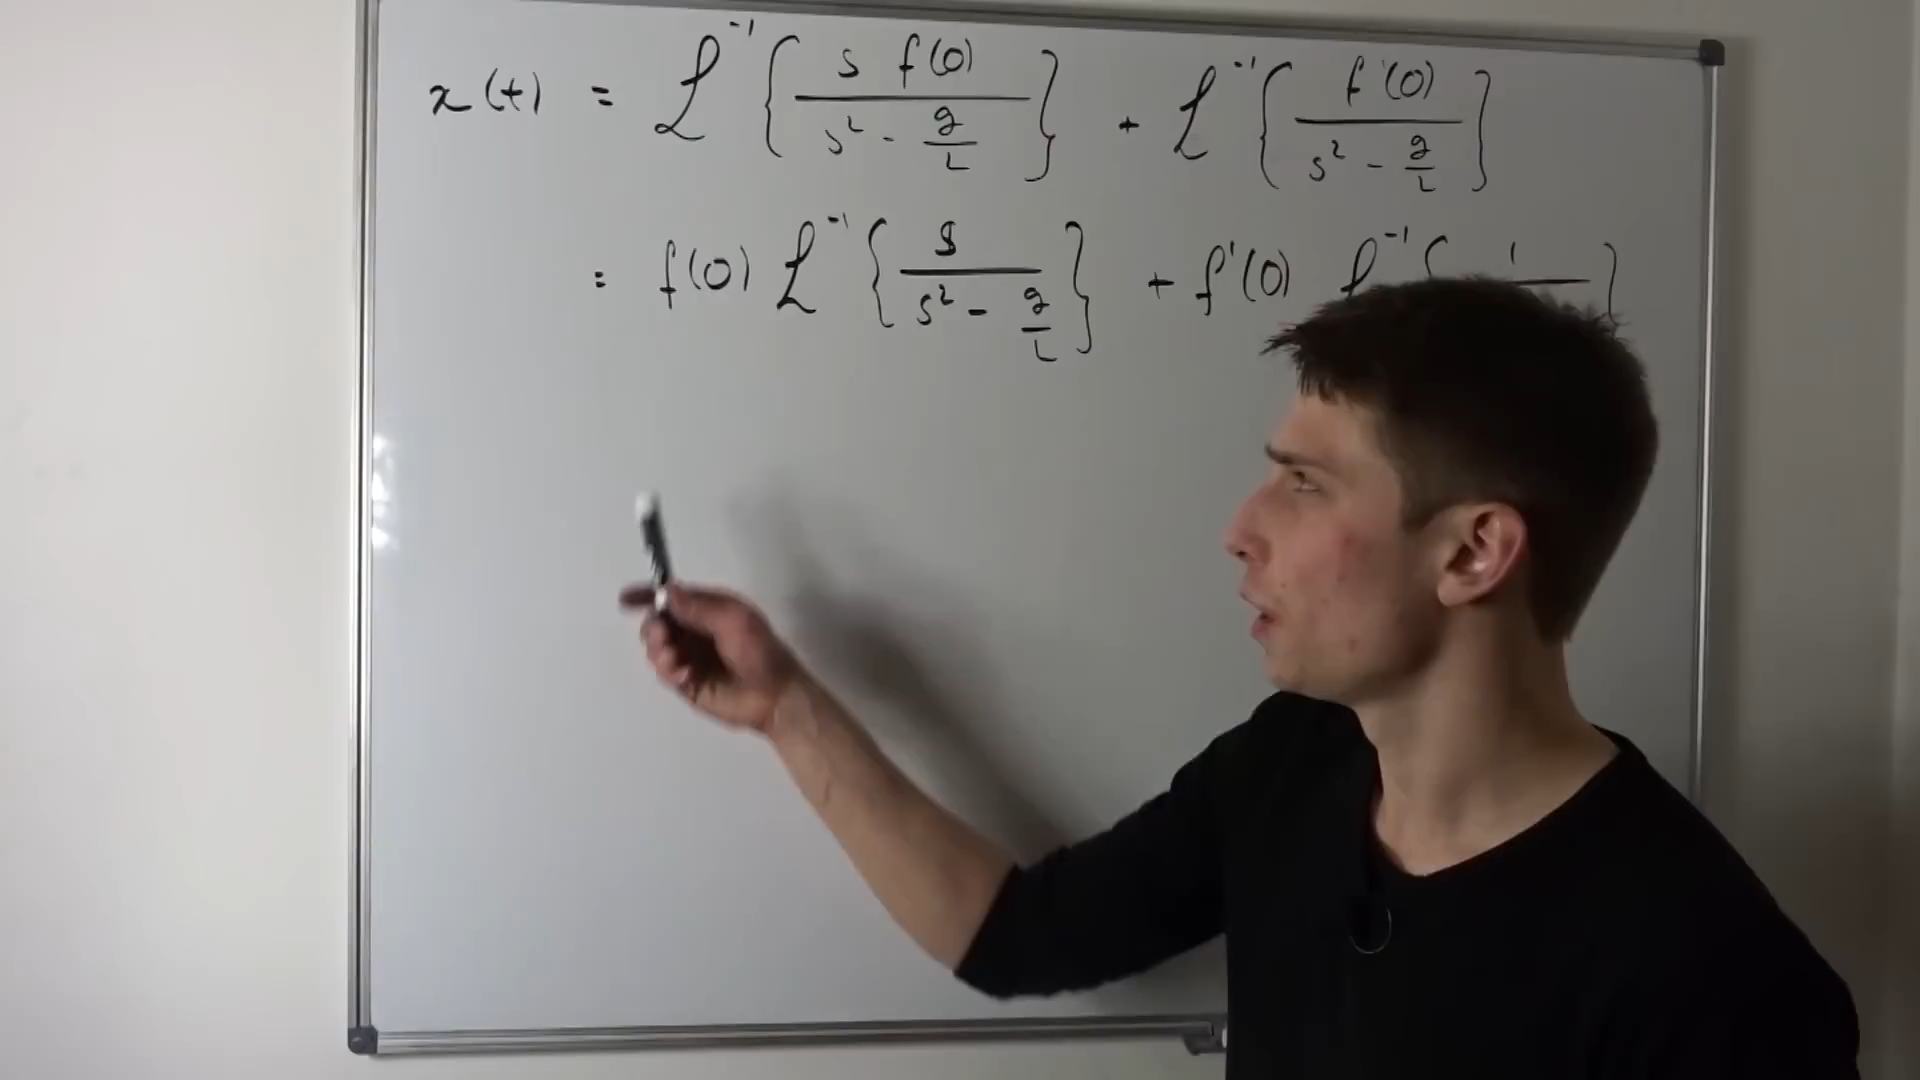 x(t) = ℒ⁻¹{ s f(0) / (s² - g/L) } + ℒ⁻¹{ f'(0) / (s² - g/L) }
= f(0) ℒ⁻¹{ s / (s² - g/L) } + f'(0) ℒ⁻¹{ 1 / }